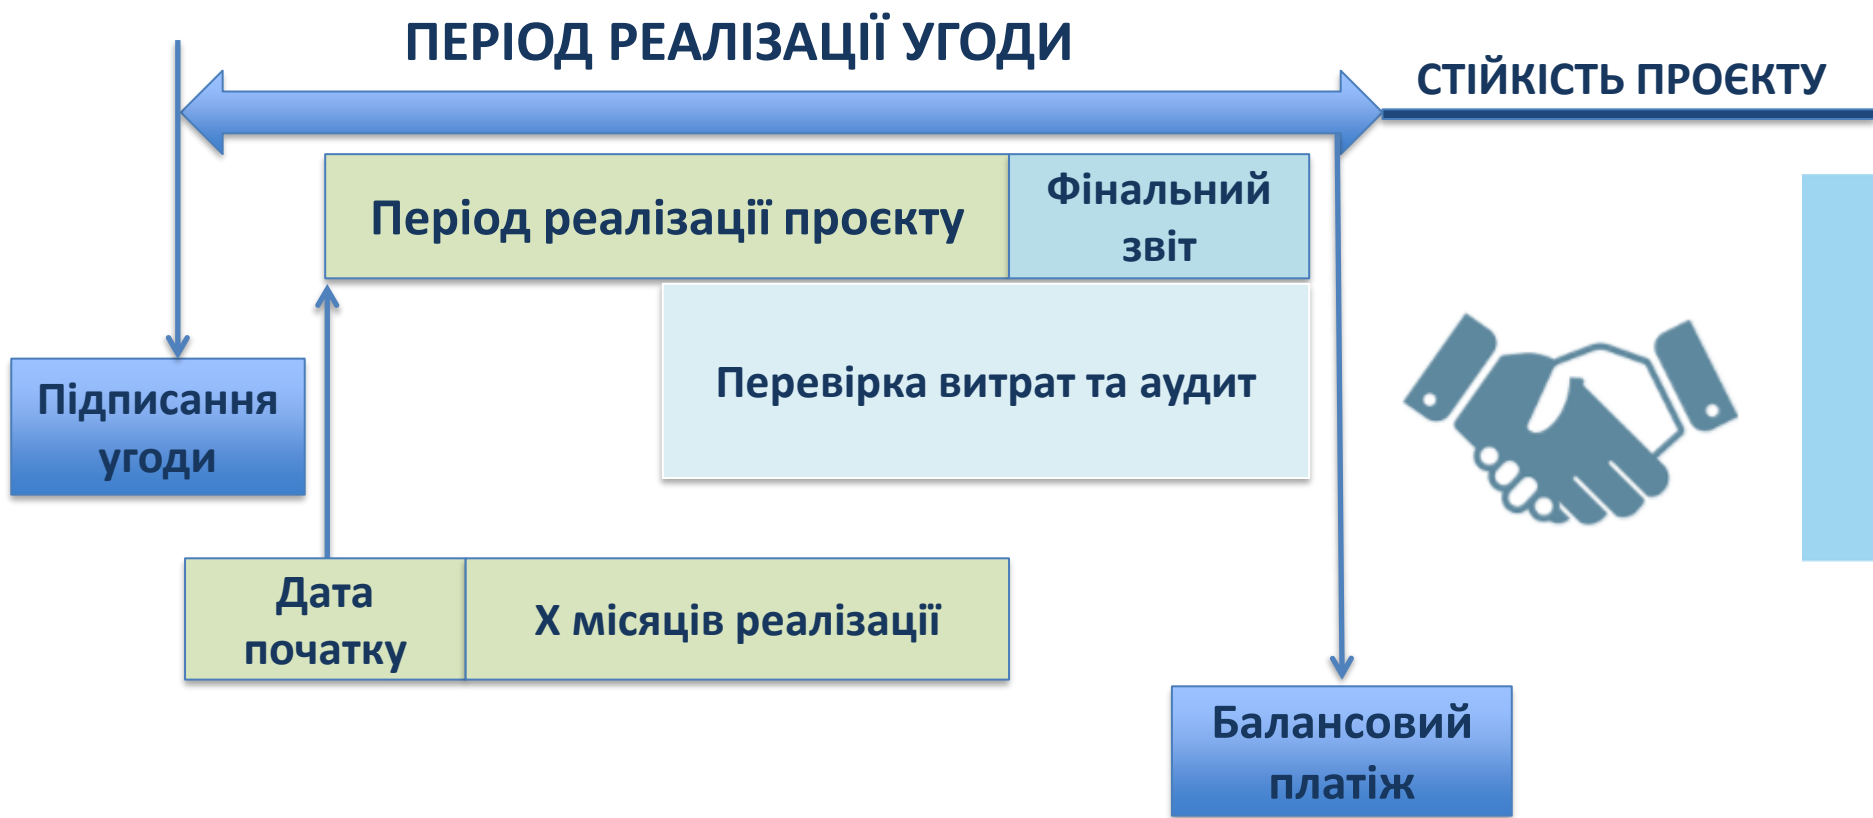 ПЕРІОД РЕАЛІЗАЦІЇ УГОДИ
СТІЙКІСТЬ ПРОЄКТУ
Період реалізації проєкту
Фінальний
звіт
Перевірка витрат та аудит
Підписання
угоди
Дата
початку
Х місяців реалізації
Балансовий
платіж